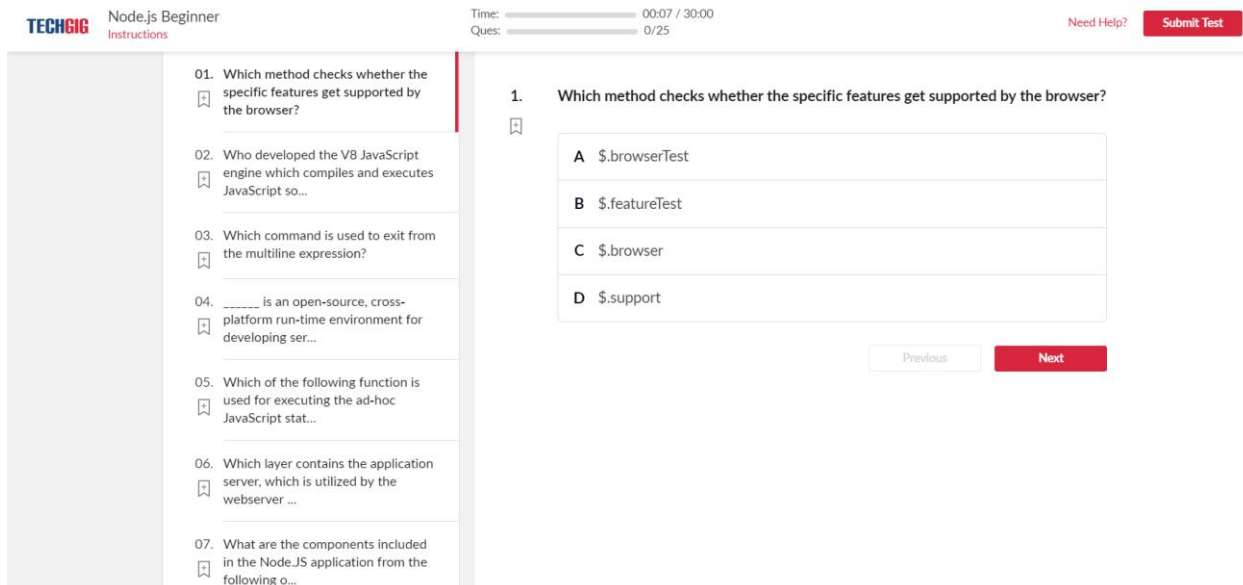 TECHGIG
Node.js Beginner
Instructions
Time: 00:07 / 30:00
Ques: 0/25
Need Help?
Submit Test
01. Which method checks whether the
specific features get supported by
the browser?
02. Who developed the V8 JavaScript
engine which compiles and executes
JavaScript so...
03. Which command is used to exit from
the multiline expression?
04. ______ is an open-source, cross-
platform run-time environment for
developing ser...
05. Which of the following function is
used for executing the ad-hoc
JavaScript stat...
06. Which layer contains the application
server, which is utilized by the
webserver ...
07. What are the components included
in the Node.JS application from the
following o...
1. Which method checks whether the specific features get supported by the browser?
A $.browserTest
B $.featureTest
C $.browser
D $.support
Previous
Next